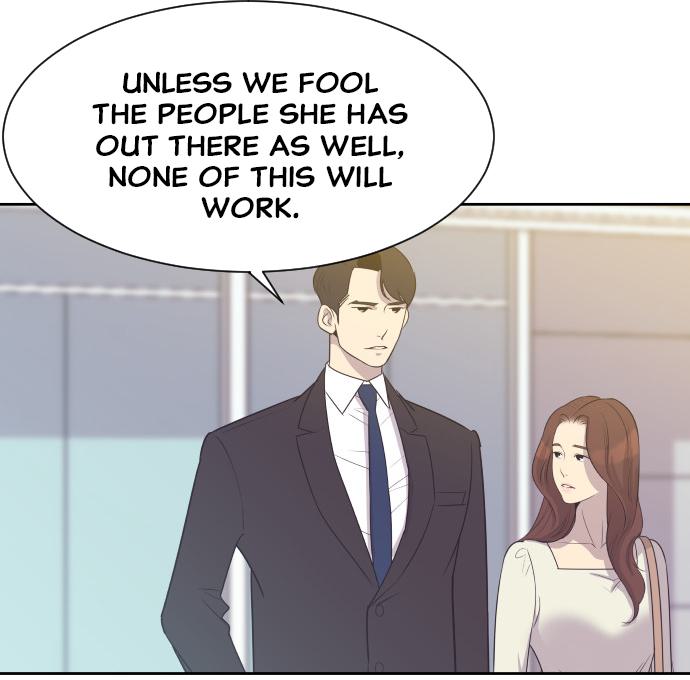 UNLESS WE FOOL
THE PEOPLE SHE HAS
OUT THERE AS WELL,
NONE OF THIS WILL
WORK.